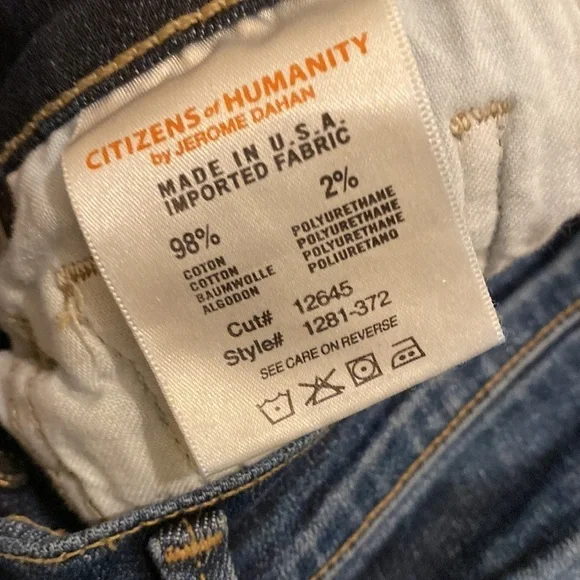 CITIZENS of HUMANITY
by JEROME DAHAN
MADE IN U.S.A.
IMPORTED FABRIC
98%
COTON
COTTON
BAUMWOLLE
ALGODON
2%
POLYURETHANE
POLYURETHANE
POLYURETHANE
POLIURETANO
Cut# 12645
Style# 1281-372
SEE CARE ON REVERSE